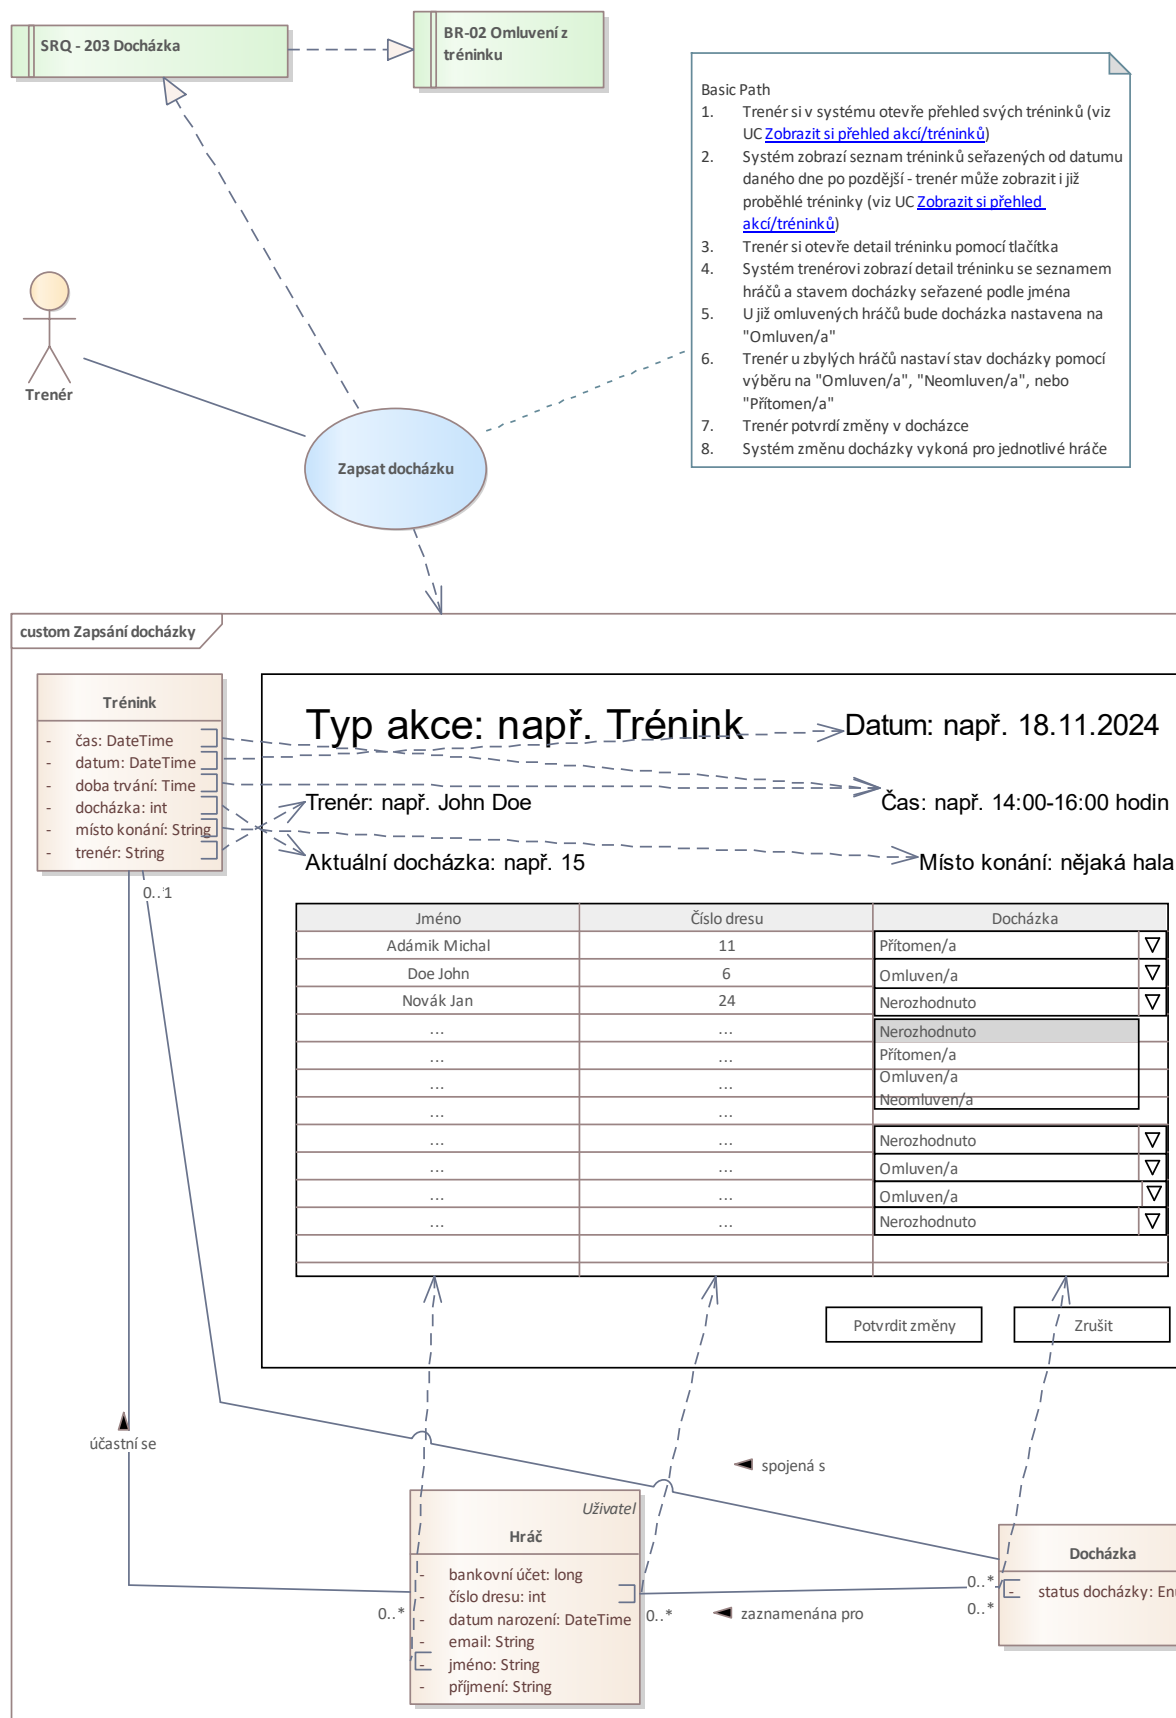 SRQ - 203 Docházka
BR-02 Omluvení z
tréninku
Basic Path
1. Trenér si v systému otevře přehled svých tréninků (viz
UC Zobrazit si přehled akcí/tréninků)
2. Systém zobrazí seznam tréninků seřazených od datumu
daného dne po pozdější - trenér může zobrazit i již
proběhlé tréninky (viz UC Zobrazit si přehled
akcí/tréninků)
3. Trenér si otevře detail tréninku pomocí tlačítka
4. Systém trenérovi zobrazí detail tréninku se seznamem
hráčů a stavem docházky seřazené podle jména
5. U již omluvených hráčů bude docházka nastavena na
"Omluven/a"
6. Trenér u zbylých hráčů nastaví stav docházky pomocí
výběru na "Omluven/a", "Neomluven/a", nebo
"Přítomen/a"
7. Trenér potvrdí změny v docházce
8. Systém změnu docházky vykoná pro jednotlivé hráče
Trenér
Zapsat docházku
custom Zapsání docházky
Trénink
- čas: DateTime
- datum: DateTime
- doba trvání: Time
- docházka: int
- místo konání: String
- trenér: String
0..1
Typ akce: např. Trénink
Datum: např. 18.11.2024
Trenér: např. John Doe
Čas: např. 14:00-16:00 hodin
Aktuální docházka: např. 15
Místo konání: nějaká hala
Jméno Číslo dresu Docházka
Adámik Michal 11 Přítomen/a
Doe John 6 Omluven/a
Novák Jan 24 Nerozhodnuto
... ... Nerozhodnuto
... ... Přítomen/a
... ... Omluven/a
... ... Neomluven/a
... ... Nerozhodnuto
... ... Omluven/a
... ... Omluven/a
... ... Nerozhodnuto
Potvrdit změny
Zrušit
účastní se
spojená s
Uživatel
Hráč
- bankovní účet: long
- číslo dresu: int
- datum narození: DateTime
- email: String
- jméno: String
- příjmení: String
0..*
0..*
zaznamenána pro
0..*
0..*
Docházka
- status docházky: Enu